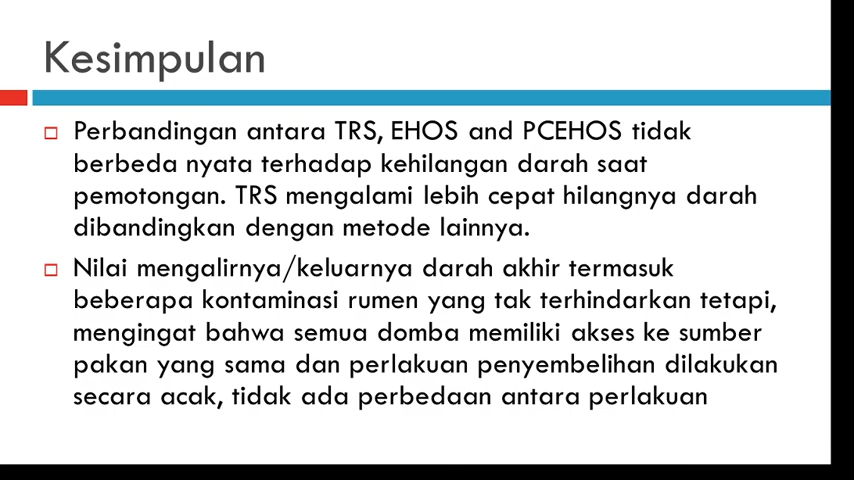 Kesimpulan
Perbandingan antara TRS, EHOS and PCEHOS tidak
berbeda nyata terhadap kehilangan darah saat
pemotongan. TRS mengalami lebih cepat hilangnya darah
dibandingkan dengan metode lainnya.
Nilai mengalirnya/keluarnya darah akhir termasuk
beberapa kontaminasi rumen yang tak terhindarkan tetapi,
mengingat bahwa semua domba memiliki akses ke sumber
pakan yang sama dan perlakuan penyembelihan dilakukan
secara acak, tidak ada perbedaan antara perlakuan